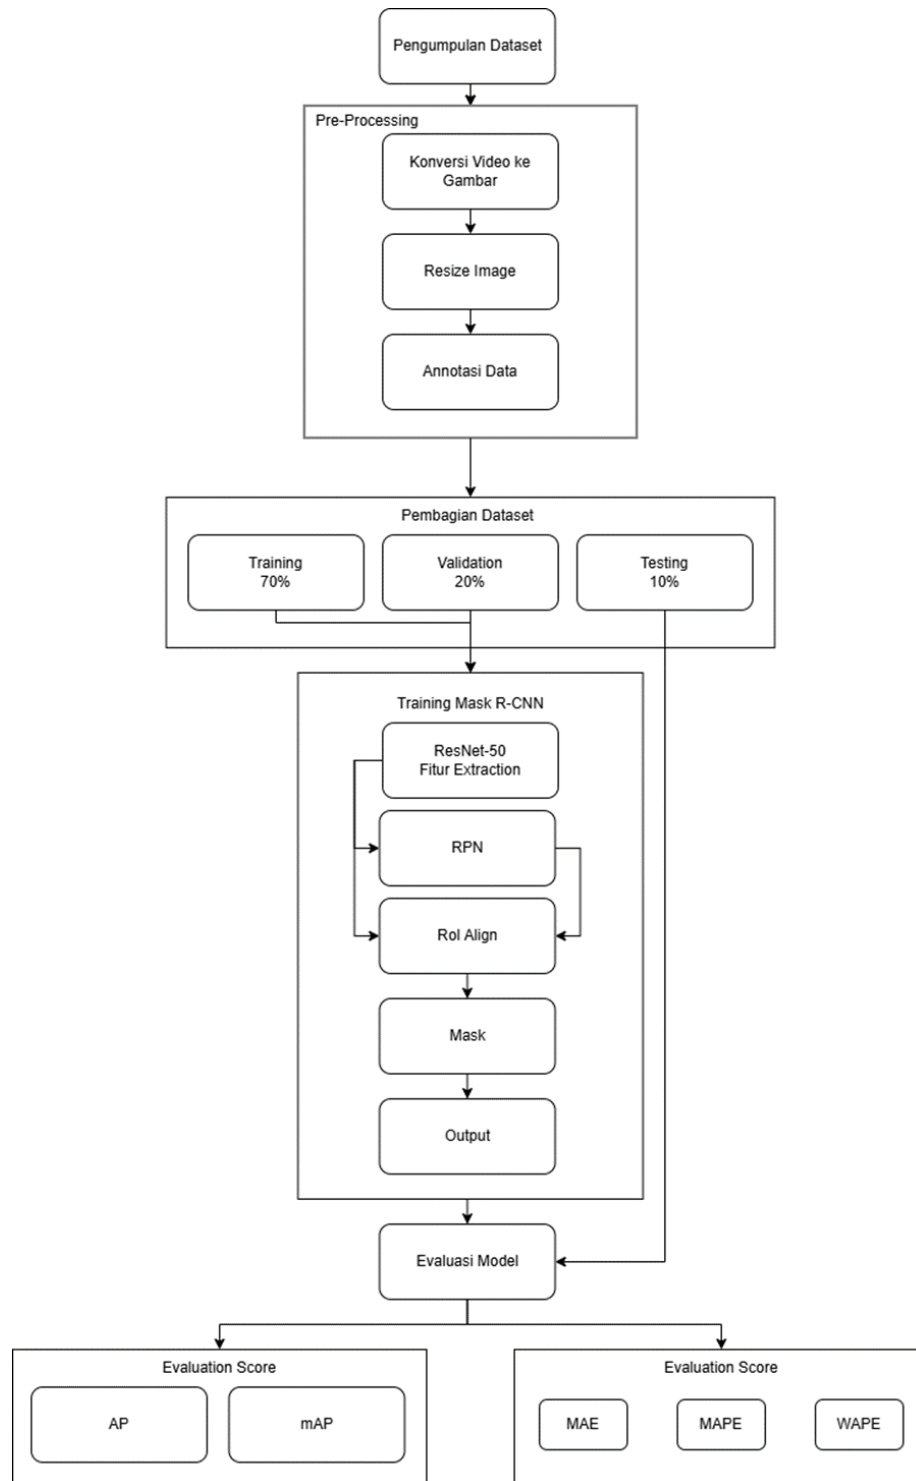 Pengumpulan Dataset
Pre-Processing
Konversi Video ke
Gambar
Resize Image
Annotasi Data
Pembagian Dataset
Training
70%
Validation
20%
Testing
10%
Training Mask R-CNN
ResNet-50
Fitur Extraction
RPN
RoI Align
Mask
Output
Evaluasi Model
Evaluation Score
AP
mAP
Evaluation Score
MAE
MAPE
WAPE